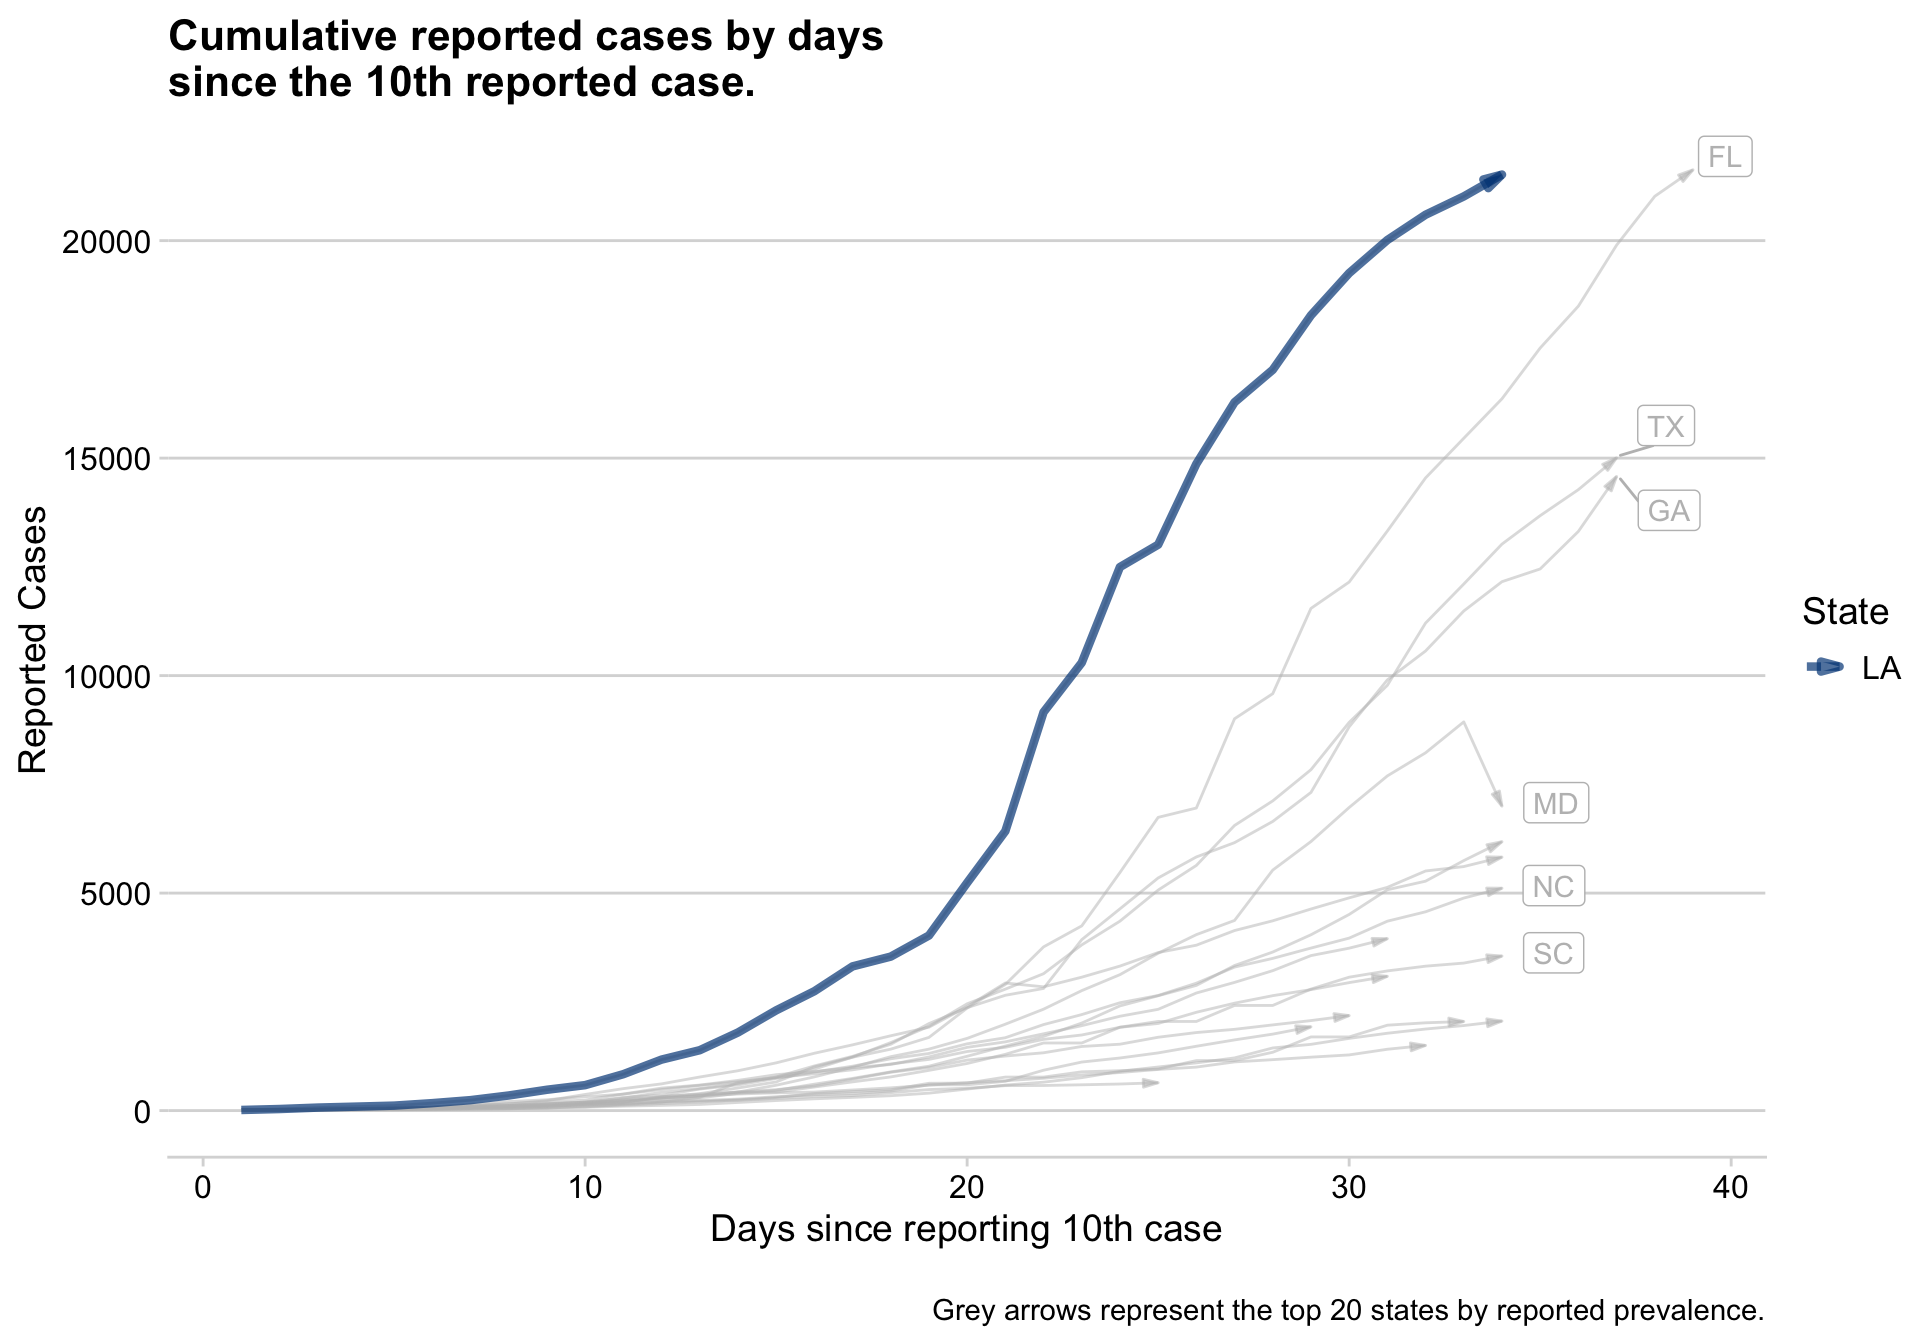 Cumulative reported cases by days
since the 10th reported case.
FL
20000
TX
15000
GA
State
LA
10000
MD
5000
NC
SC
0
Reported Cases
0 10 20 30 40
Days since reporting 10th case
Grey arrows represent the top 20 states by reported prevalence.